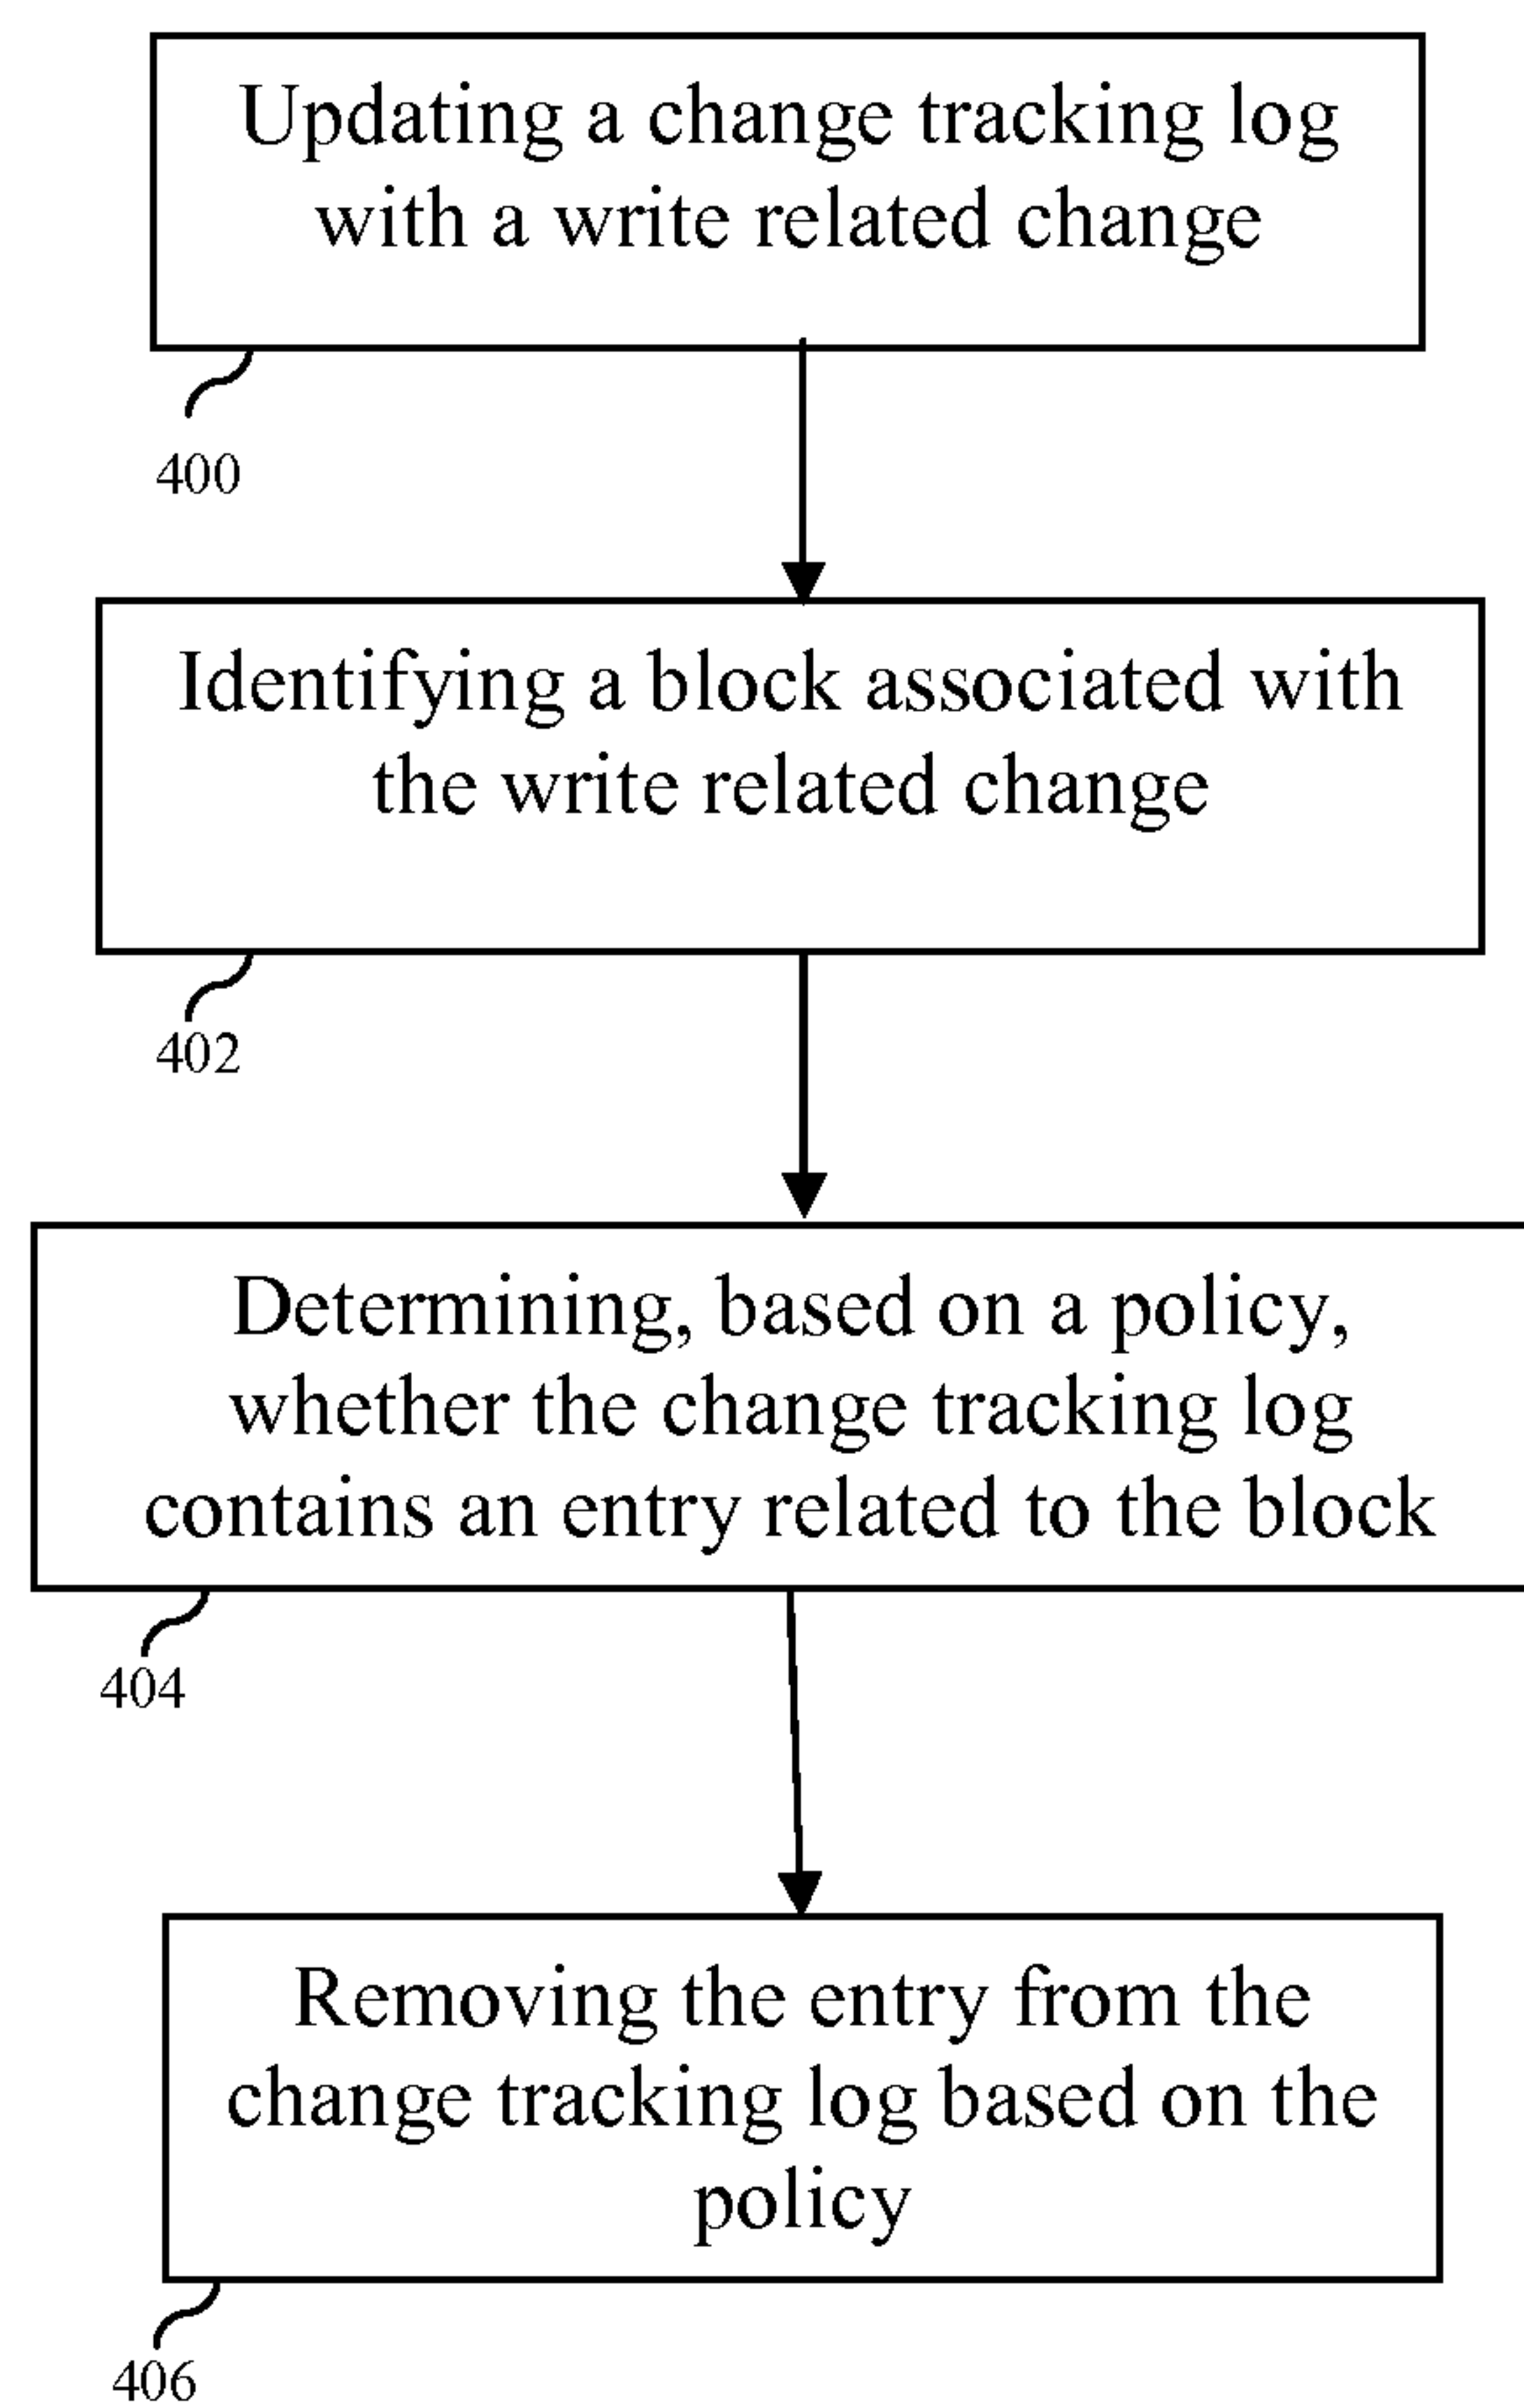 Updating a change tracking log
with a write related change
400
Identifying a block associated with
the write related change
402
Determining, based on a policy,
whether the change tracking log
contains an entry related to the block
404
Removing the entry from the
change tracking log based on the
policy
406